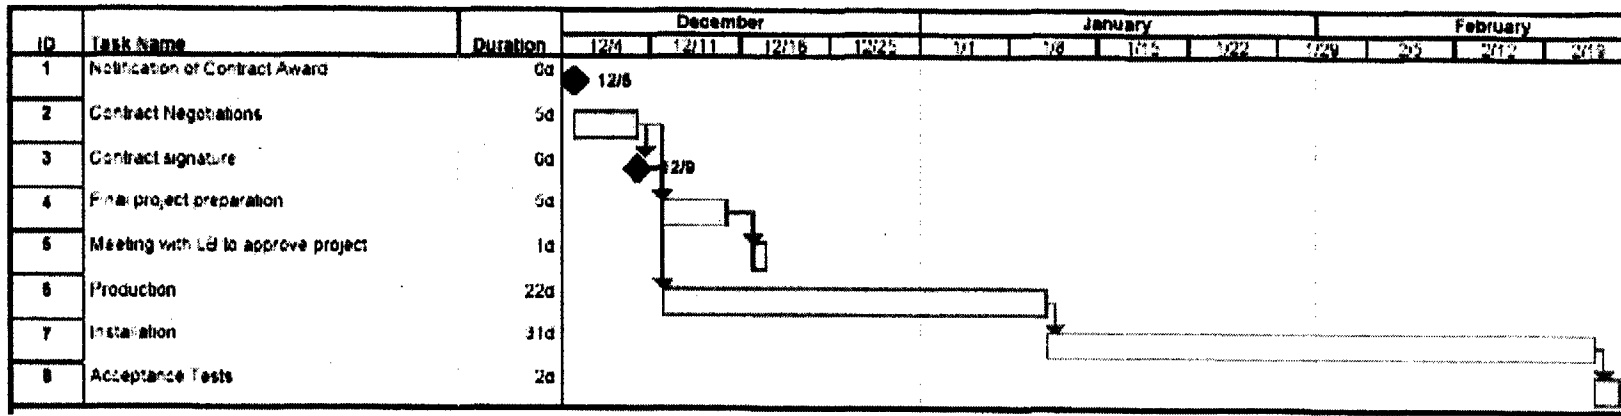 December January February
ID Task Name Duration 12/4 12/11 12/18 12/25 1/1 1/8 1/15 1/22 1/29 2/5 2/12 2/19
1 Notification of Contract Award 0d 12/5
2 Contract Negotiations 5d
3 Contract signature 0d 12/9
4 Final project preparation 5d
5 Meeting with LB to approve project 1d
6 Production 22d
7 Installation 31d
8 Acceptance Tests 2d